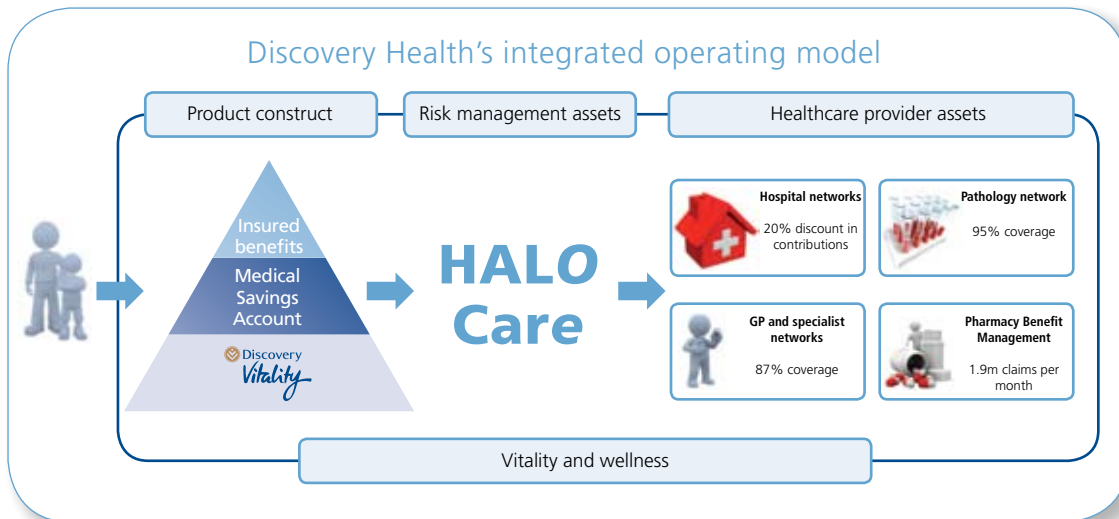 Discovery Health's integrated operating model
Product construct
Risk management assets
Healthcare provider assets
Insured
benefits
Medical
Savings
Account
Discovery
Vitality
HALO
Care
Hospital networks
20% discount in
contributions
Pathology network
95% coverage
GP and specialist
networks
87% coverage
Pharmacy Benefit
Management
1.9m claims per
month
Vitality and wellness